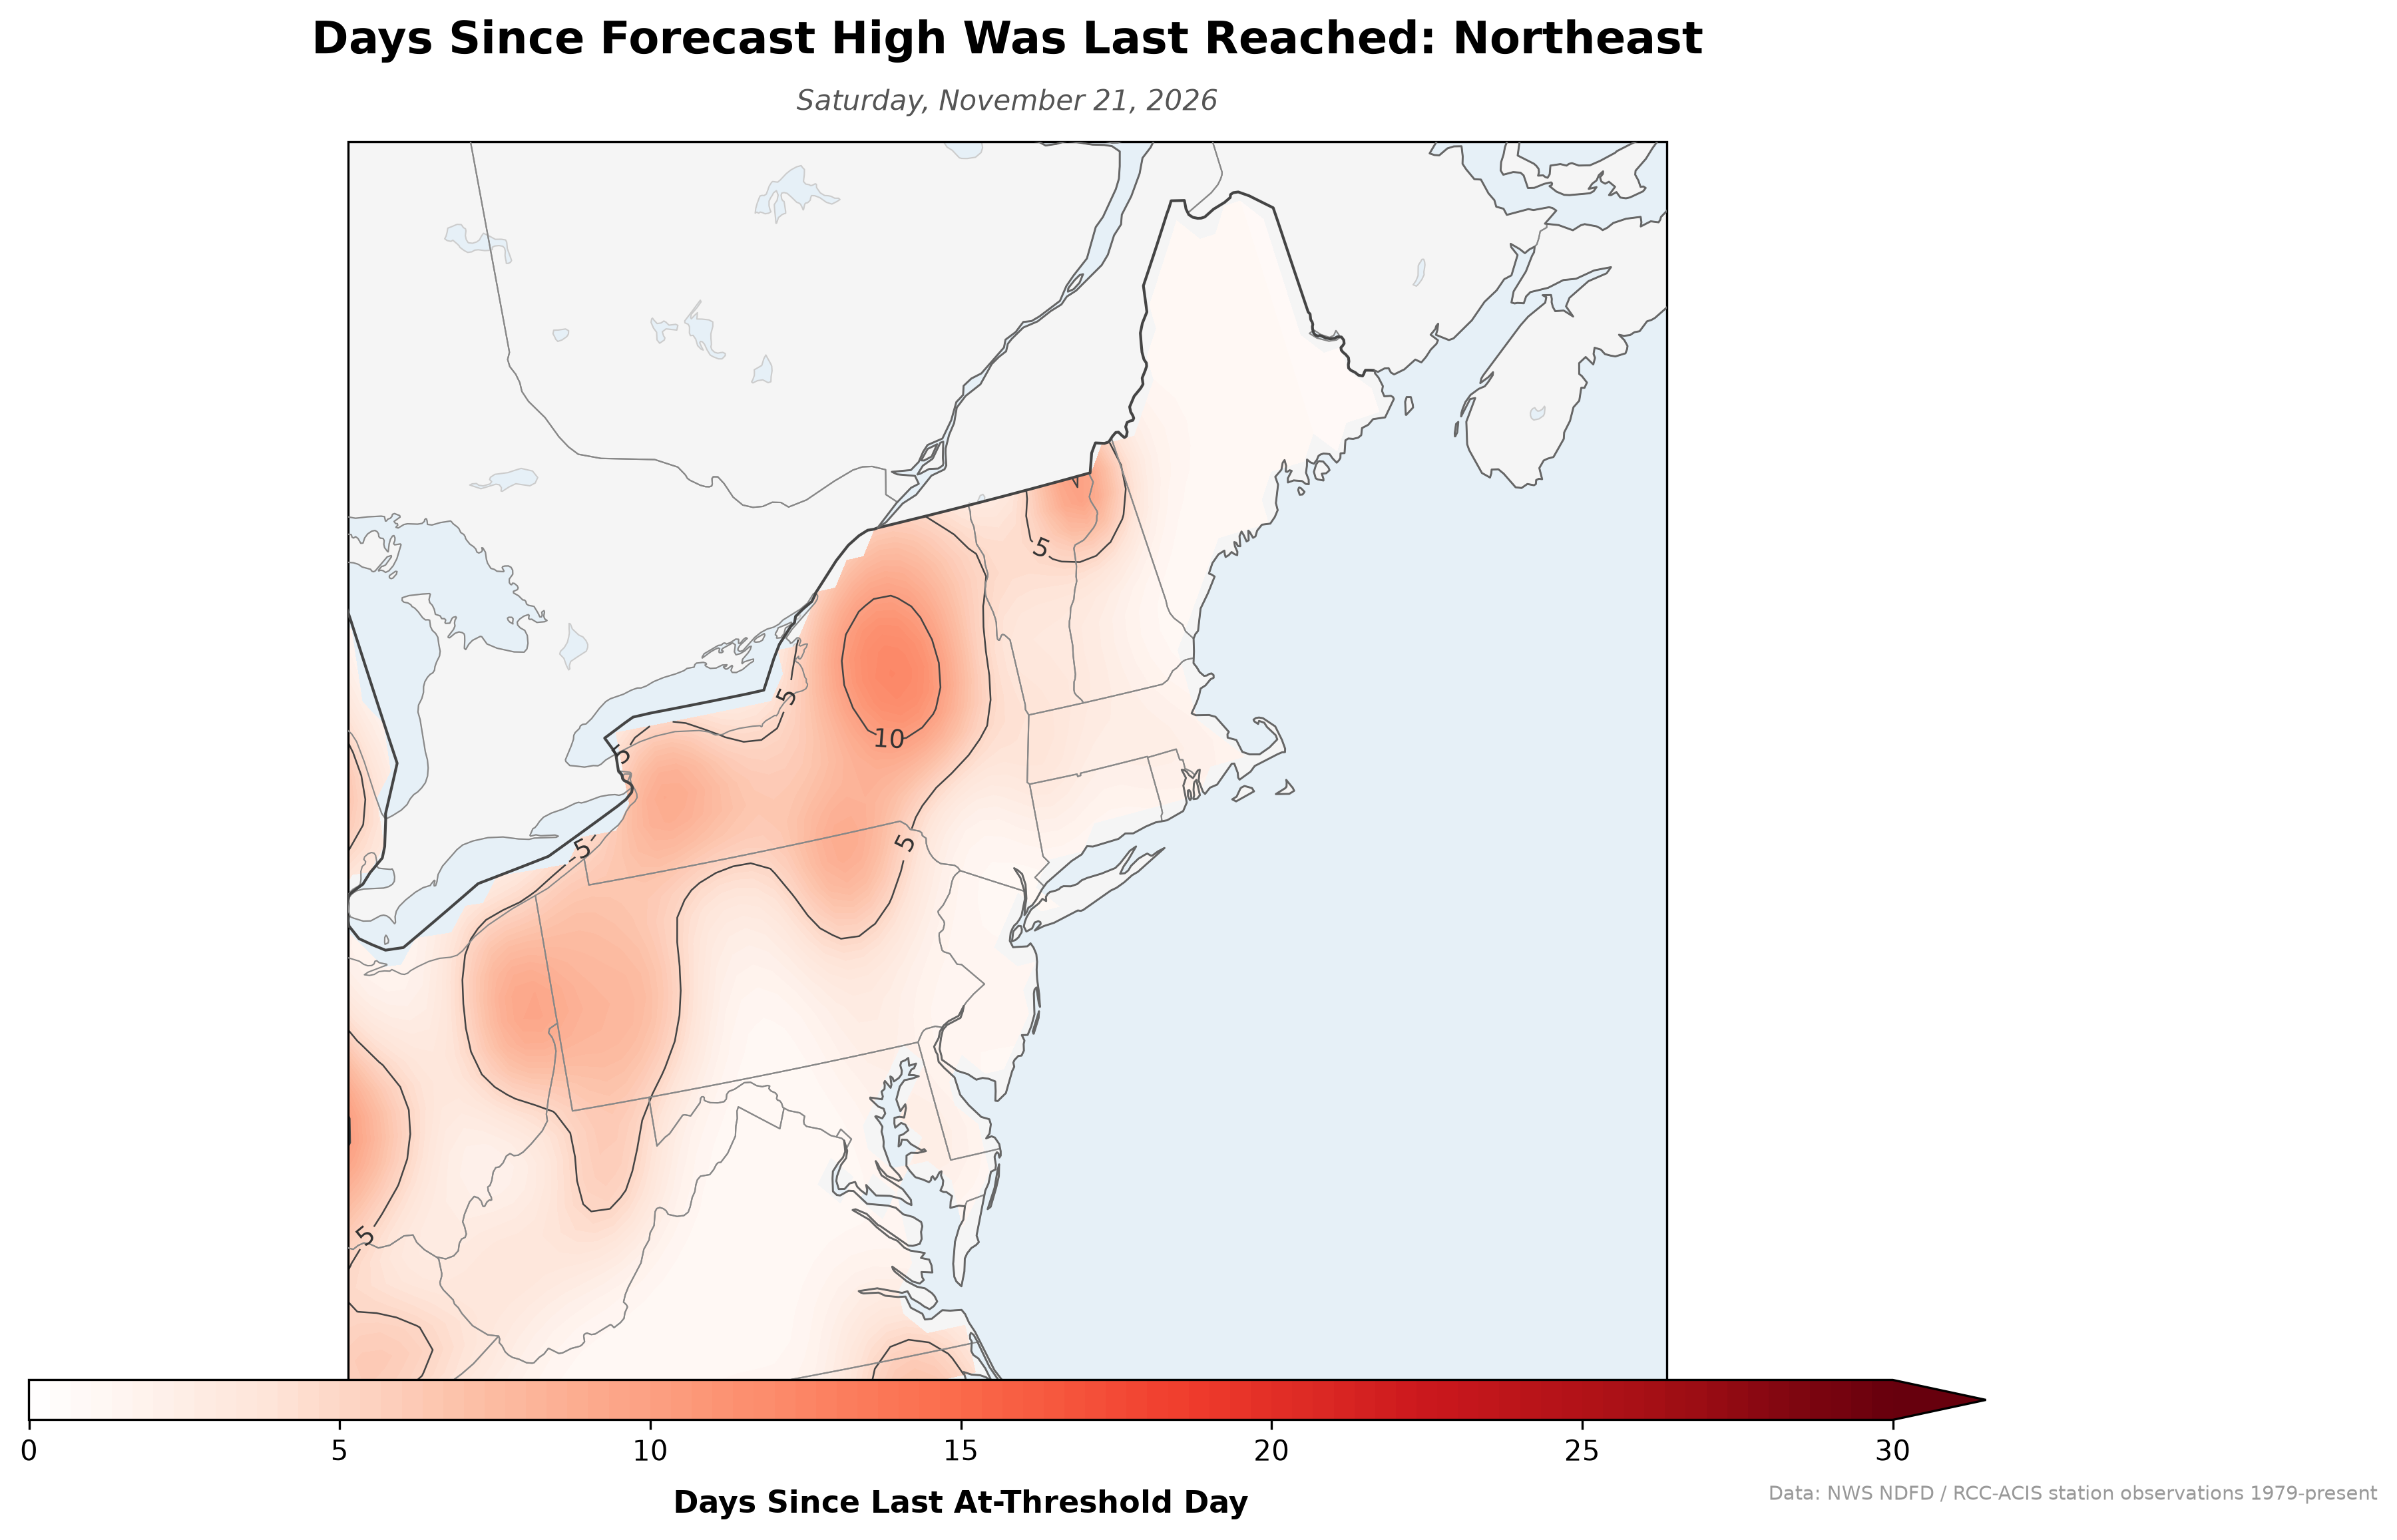 Days Since Forecast High Was Last Reached: Northeast
Saturday, November 21, 2026
5
5
10
5
5
5
5
0 5 10 15 20 25 30
Days Since Last At-Threshold Day
Data: NWS NDFD / RCC-ACIS station observations 1979-present